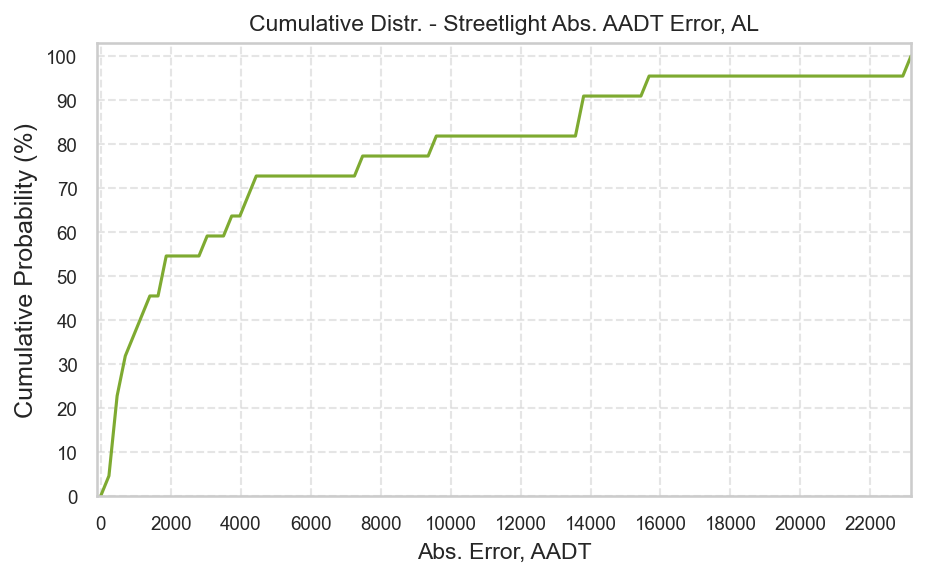 Cumulative Distr. - Streetlight Abs. AADT Error, AL
Cumulative Probability (%)
100
90
80
70
60
50
40
30
20
10
0
0 2000 4000 6000 8000 10000 12000 14000 16000 18000 20000 22000
Abs. Error, AADT